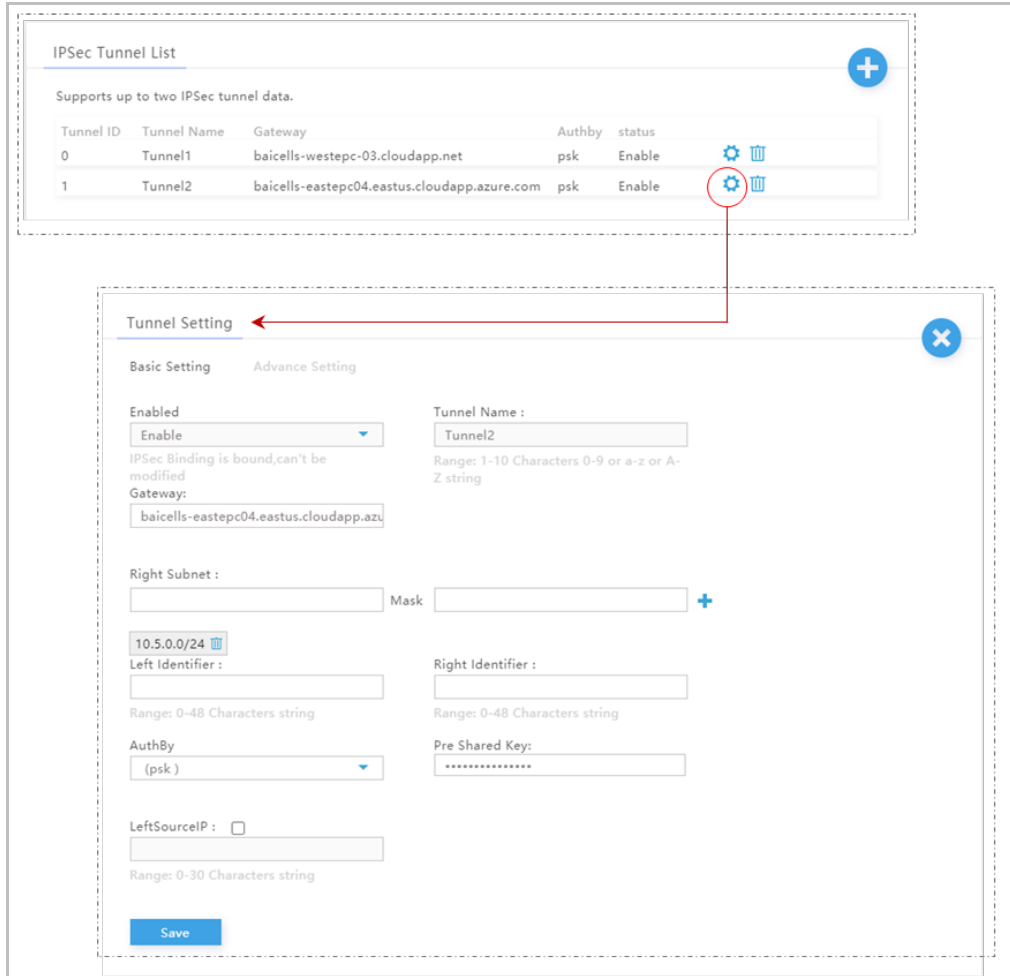 IPSec Tunnel List
Supports up to two IPSec tunnel data.
Tunnel ID Tunnel Name Gateway Authby status
0 Tunnel1 baicells-westepc-03.cloudapp.net psk Enable
1 Tunnel2 baicells-eastepc04.eastus.cloudapp.azure.com psk Enable
Tunnel Setting
Basic Setting Advance Setting
Enabled Tunnel Name :
Enable Tunnel2
IPSec Binding is bound,can't be Range: 1-10 Characters 0-9 or a-z or A-
modified Z string
Gateway:
baicells-eastepc04.eastus.cloudapp.azu
Right Subnet :
Mask
10.5.0.0/24
Left Identifier : Right Identifier :
Range: 0-48 Characters string Range: 0-48 Characters string
AuthBy Pre Shared Key:
(psk ) •••••••••••••••
LeftSourceIP :
Range: 0-30 Characters string
Save